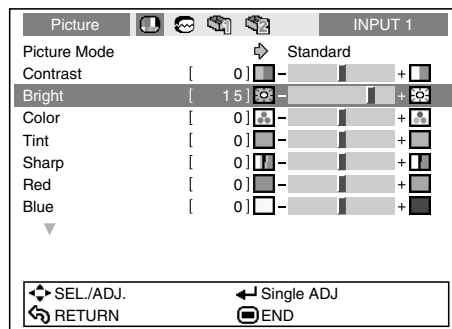 Picture INPUT 1
Picture Mode Standard
Contrast [ 0] - +
Bright [ 15] - +
Color [ 0] - +
Tint [ 0] - +
Sharp [ 0] - +
Red [ 0] - +
Blue [ 0] - +
SEL./ADJ. Single ADJ
RETURN END